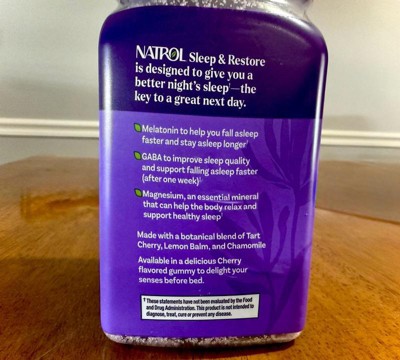 NATROL Sleep & Restore
is designed to give you a
better night's sleep†—the
key to a great next day.
Melatonin to help you fall asleep
faster and stay asleep longer†
GABA to improve sleep quality
and support falling asleep faster
(after one week)†
Magnesium, an essential mineral
that can help the body relax and
support healthy sleep†
Made with a botanical blend of Tart
Cherry, Lemon Balm, and Chamomile
Available in a delicious Cherry
flavored gummy to delight your
senses before bed.
† These statements have not been evaluated by the Food
and Drug Administration. This product is not intended to
diagnose, treat, cure or prevent any disease.